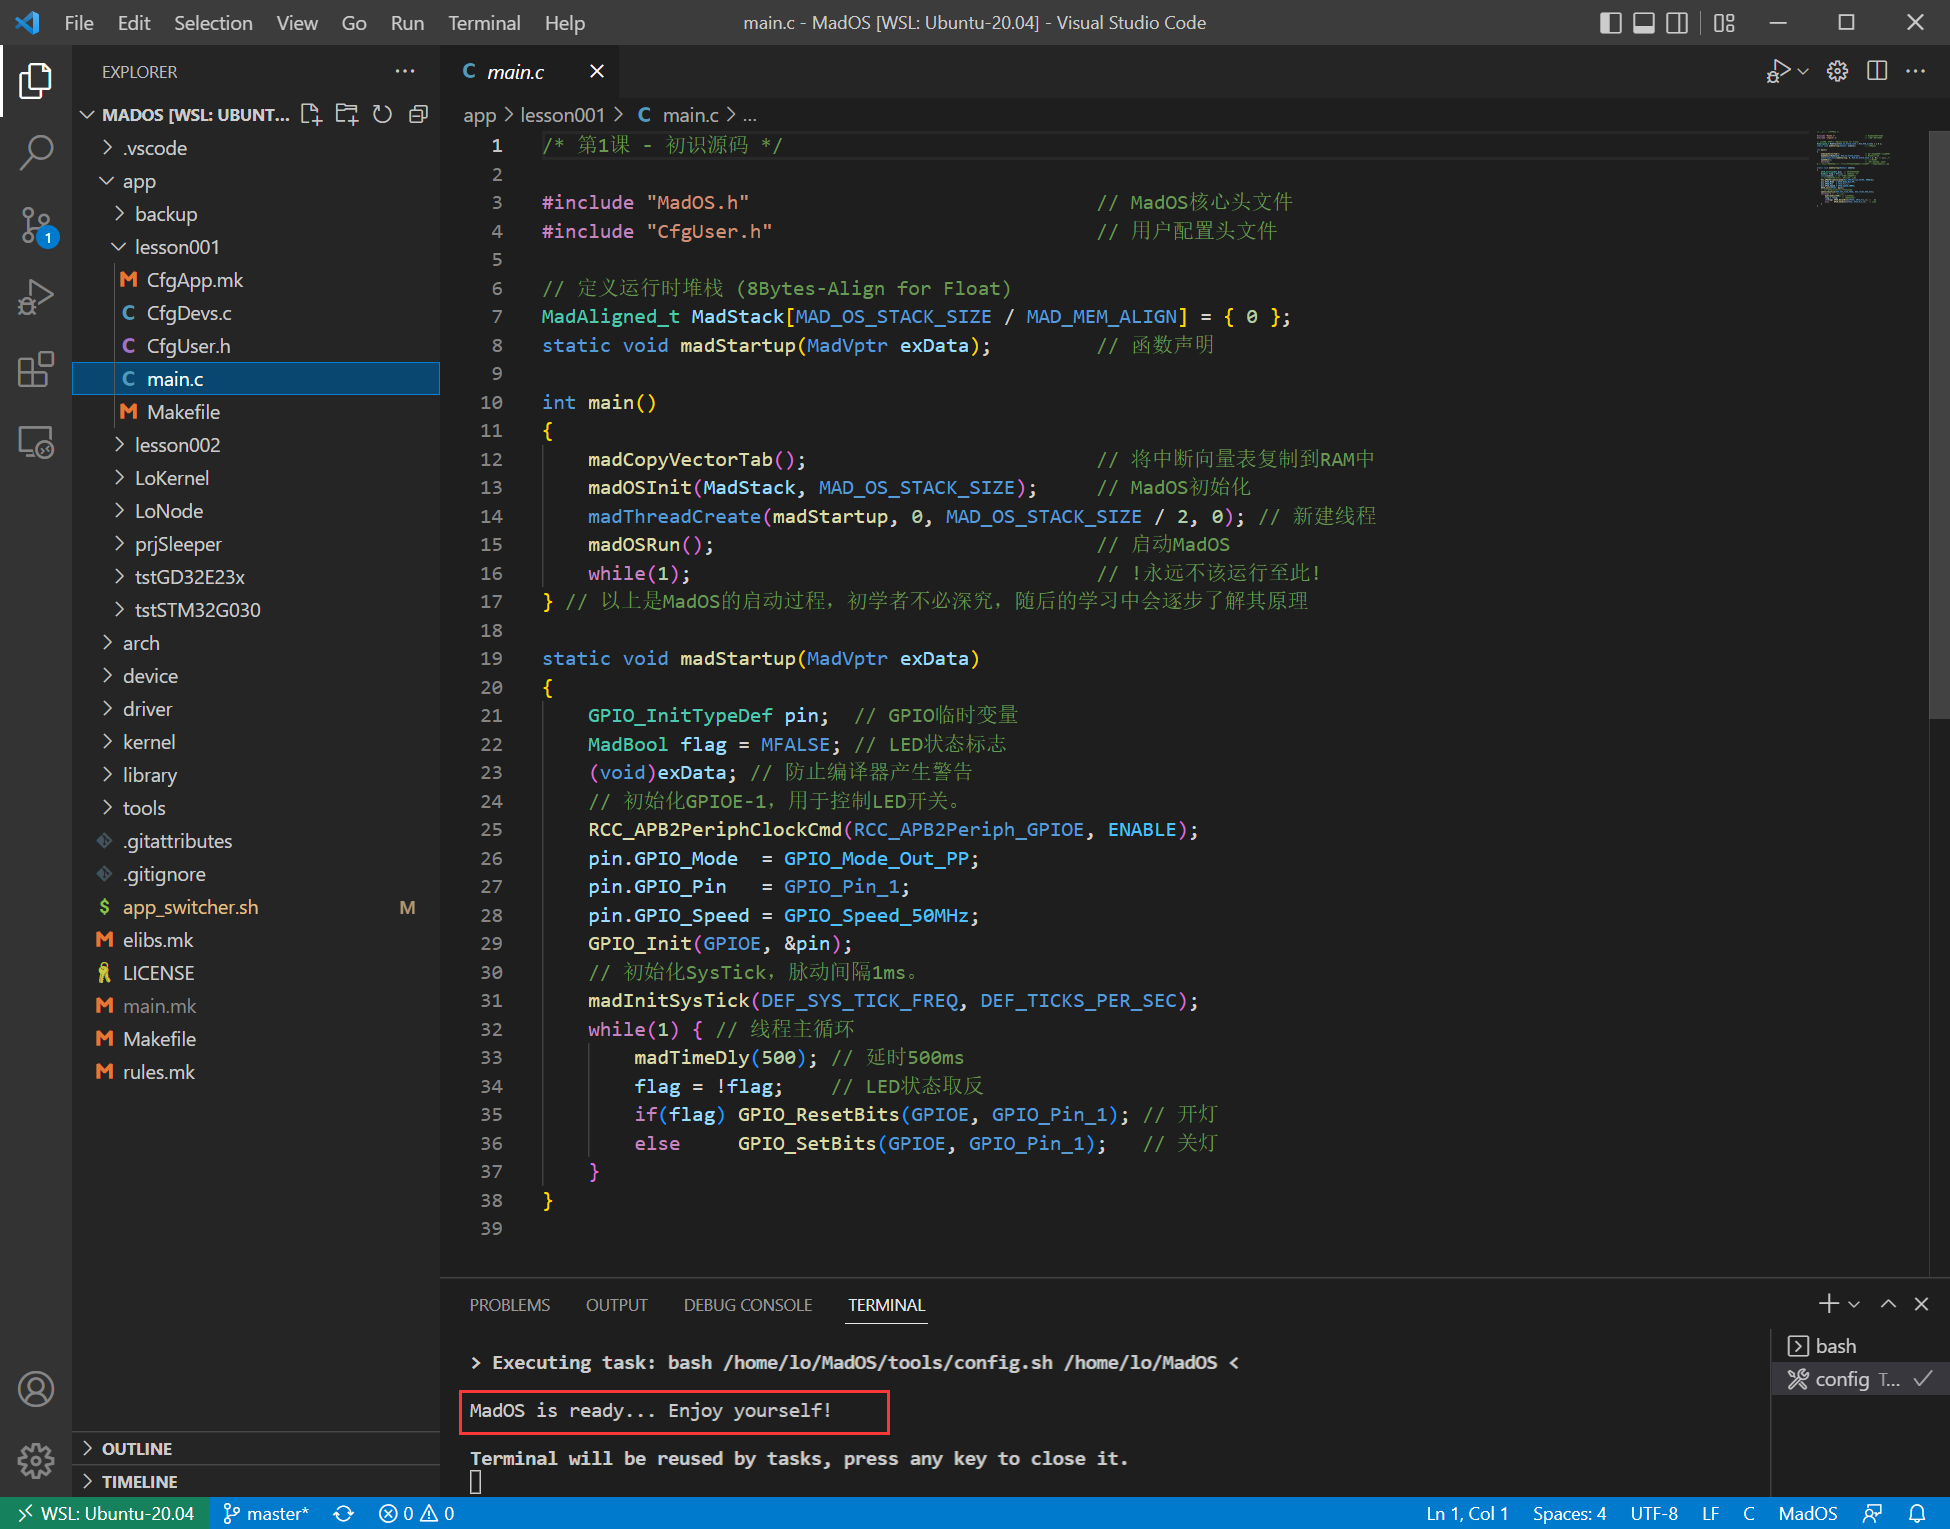 File Edit Selection View Go Run Terminal Help
main.c - MadOS [WSL: Ubuntu-20.04] - Visual Studio Code
EXPLORER
MADOS [WSL: UBUNT...
.vscode
app
backup
lesson001
CfgApp.mk
CfgDevs.c
CfgUser.h
main.c
Makefile
lesson002
LoKernel
LoNode
prjSleeper
tstGD32E23x
tstSTM32G030
arch
device
driver
kernel
library
tools
.gitattributes
.gitignore
app_switcher.sh M
elibs.mk
LICENSE
main.mk
Makefile
rules.mk
OUTLINE
TIMELINE
1
main.c
app > lesson001 > C main.c > ...
1 /* 第1课 - 初识源码 */
2
3 #include "MadOS.h" // MadOS核心头文件
4 #include "CfgUser.h" // 用户配置头文件
5
6 // 定义运行时堆栈 (8Bytes-Align for Float)
7 MadAligned_t MadStack[MAD_OS_STACK_SIZE / MAD_MEM_ALIGN] = { 0 };
8 static void madStartup(MadVptr exData); // 函数声明
9
10 int main()
11 {
12 madCopyVectorTab(); // 将中断向量表复制到RAM中
13 madOSInit(MadStack, MAD_OS_STACK_SIZE); // MadOS初始化
14 madThreadCreate(madStartup, 0, MAD_OS_STACK_SIZE / 2, 0); // 新建线程
15 madOSRun(); // 启动MadOS
16 while(1); // !永远不该运行至此!
17 } // 以上是MadOS的启动过程，初学者不必深究，随后的学习中会逐步了解其原理
18
19 static void madStartup(MadVptr exData)
20 {
21 GPIO_InitTypeDef pin; // GPIO临时变量
22 MadBool flag = MFALSE; // LED状态标志
23 (void)exData; // 防止编译器产生警告
24 // 初始化GPIOE-1，用于控制LED开关。
25 RCC_APB2PeriphClockCmd(RCC_APB2Periph_GPIOE, ENABLE);
26 pin.GPIO_Mode = GPIO_Mode_Out_PP;
27 pin.GPIO_Pin = GPIO_Pin_1;
28 pin.GPIO_Speed = GPIO_Speed_50MHz;
29 GPIO_Init(GPIOE, &pin);
30 // 初始化SysTick，脉动间隔1ms。
31 madInitSysTick(DEF_SYS_TICK_FREQ, DEF_TICKS_PER_SEC);
32 while(1) { // 线程主循环
33 madTimeDly(500); // 延时500ms
34 flag = !flag; // LED状态取反
35 if(flag) GPIO_ResetBits(GPIOE, GPIO_Pin_1); // 开灯
36 else GPIO_SetBits(GPIOE, GPIO_Pin_1); // 关灯
37 }
38 }
39
PROBLEMS OUTPUT DEBUG CONSOLE TERMINAL
> Executing task: bash /home/lo/MadOS/tools/config.sh /home/lo/MadOS <
MadOS is ready... Enjoy yourself!
Terminal will be reused by tasks, press any key to close it.
bash
config T...
WSL: Ubuntu-20.04 master* 0 0 Ln 1, Col 1 Spaces: 4 UTF-8 LF C MadOS